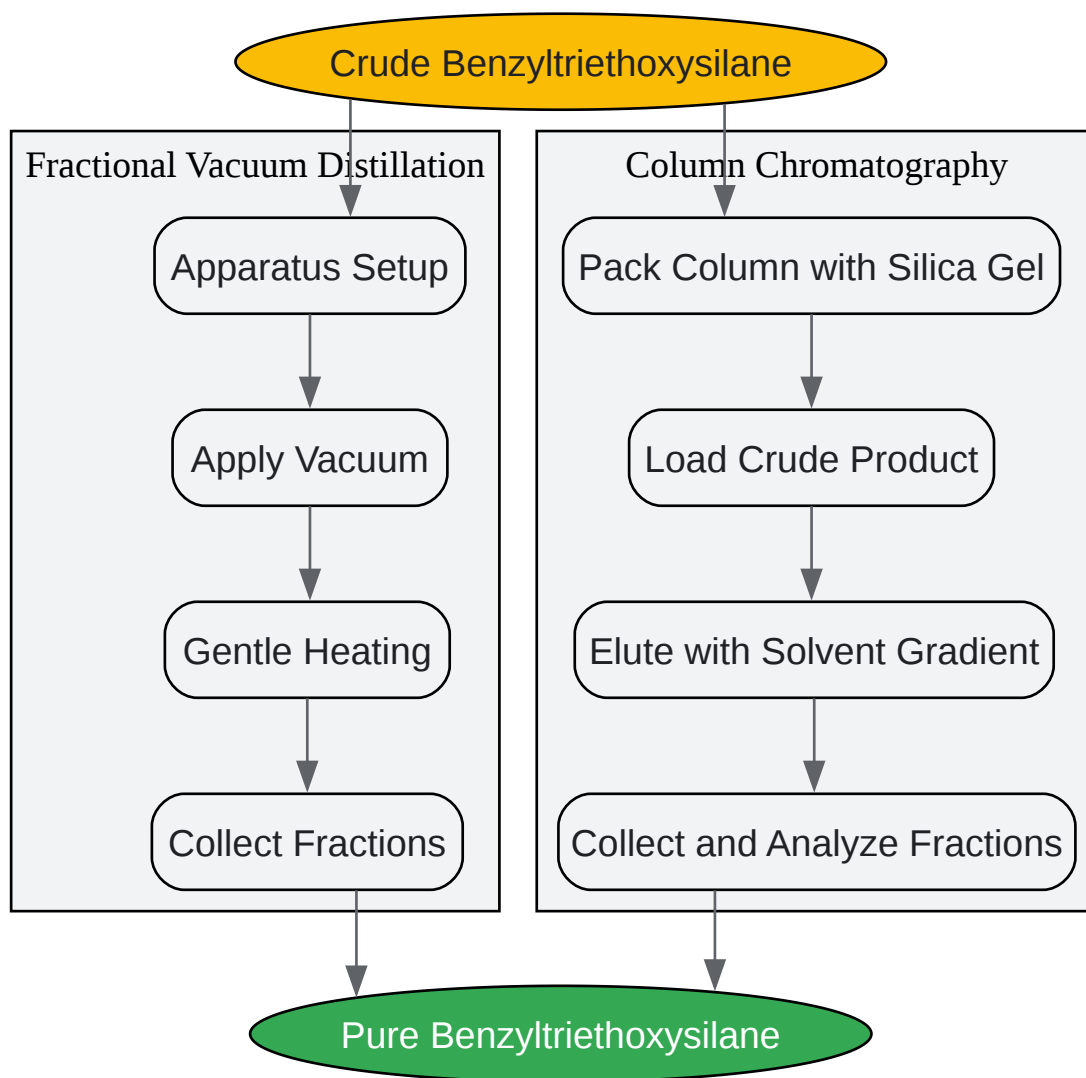 Crude Benzyltriethoxysilane
Fractional Vacuum Distillation
Apparatus Setup
Apply Vacuum
Gentle Heating
Collect Fractions
Column Chromatography
Pack Column with Silica Gel
Load Crude Product
Elute with Solvent Gradient
Collect and Analyze Fractions
Pure Benzyltriethoxysilane